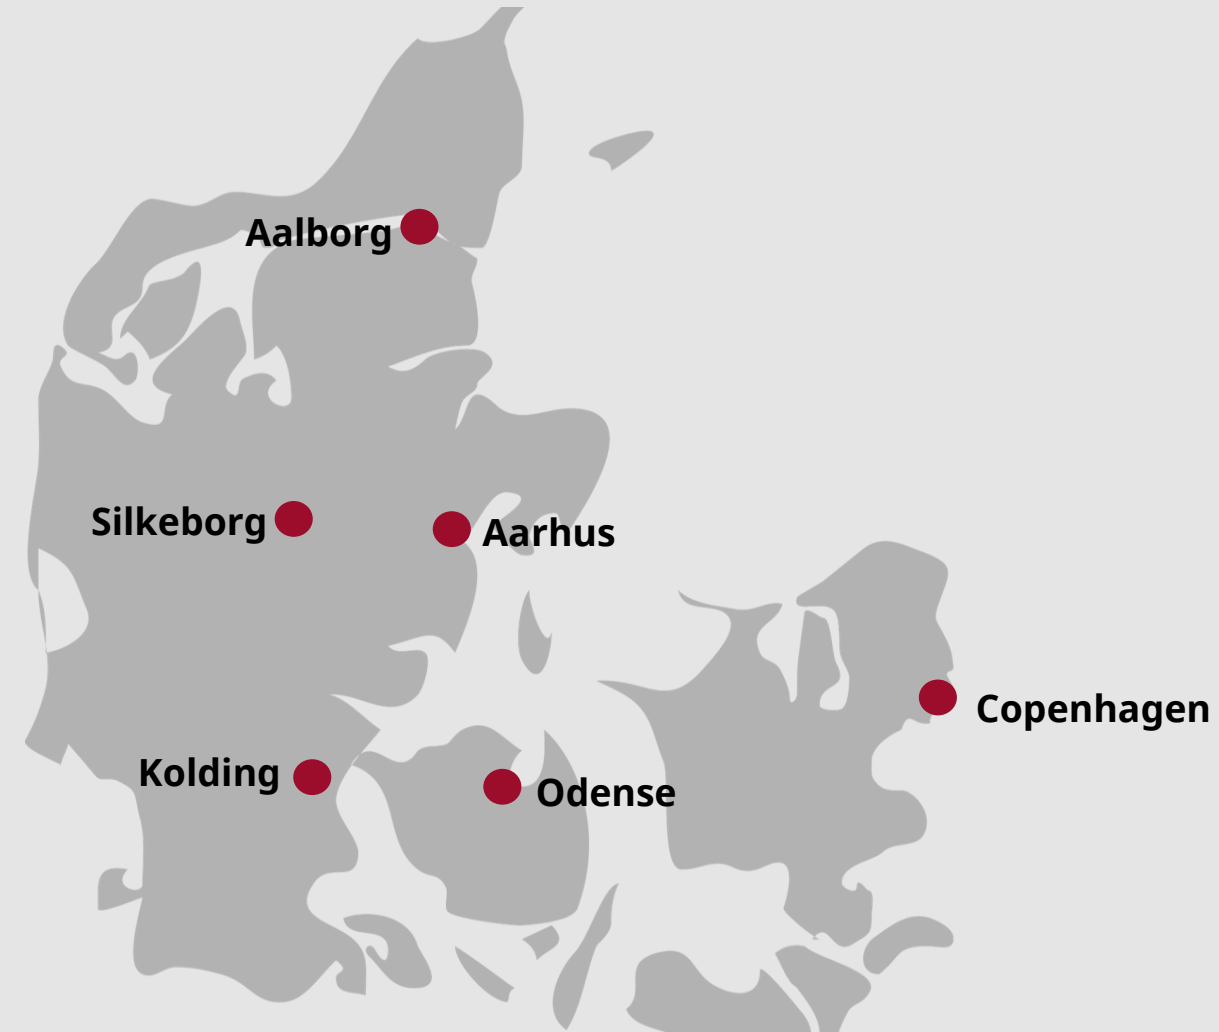 Aalborg
Silkeborg
Aarhus
Copenhagen
Kolding
Odense